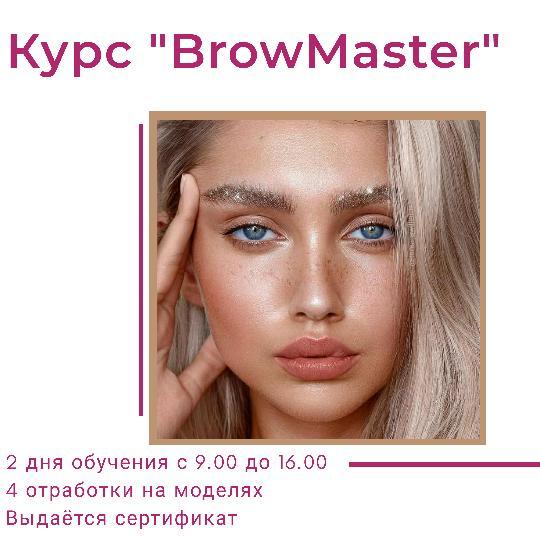 Курс "BrowMaster"
2 дня обучения с 9.00 до 16.00
4 отработки на моделях
Выдаётся сертификат